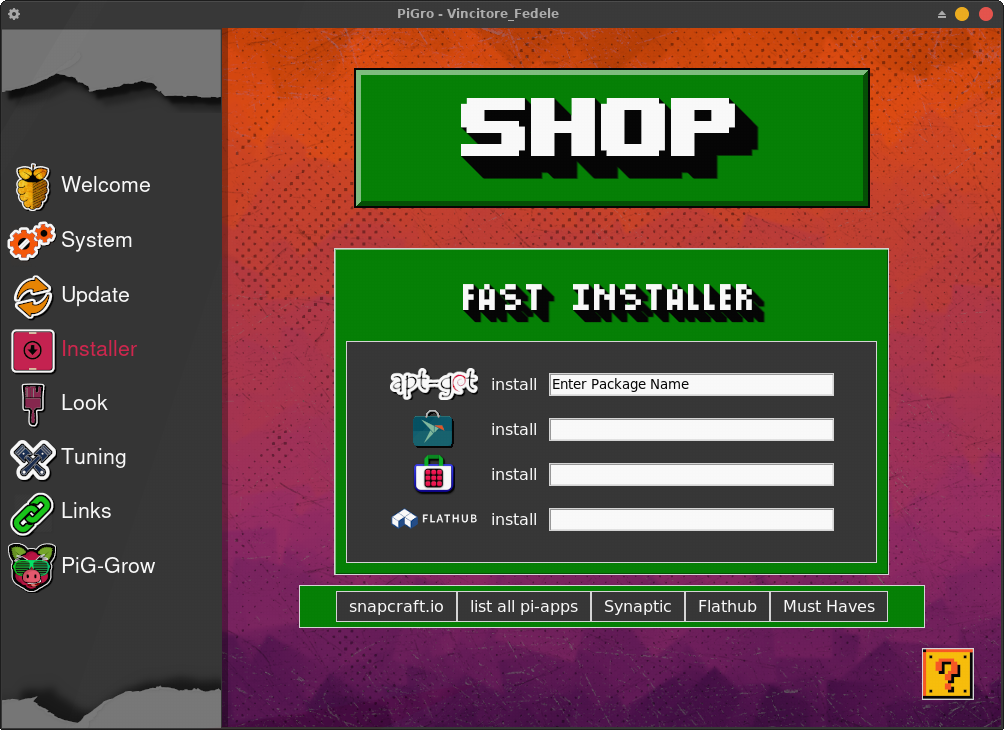 PiGro - Vincitore_Fedele
Welcome
System
Update
Installer
Look
Tuning
Links
PiG-Grow
SHOP
FAST INSTALLER
apt-get install Enter Package Name
install
install
FLATHUB install
snapcraft.io list all pi-apps Synaptic Flathub Must Haves
?